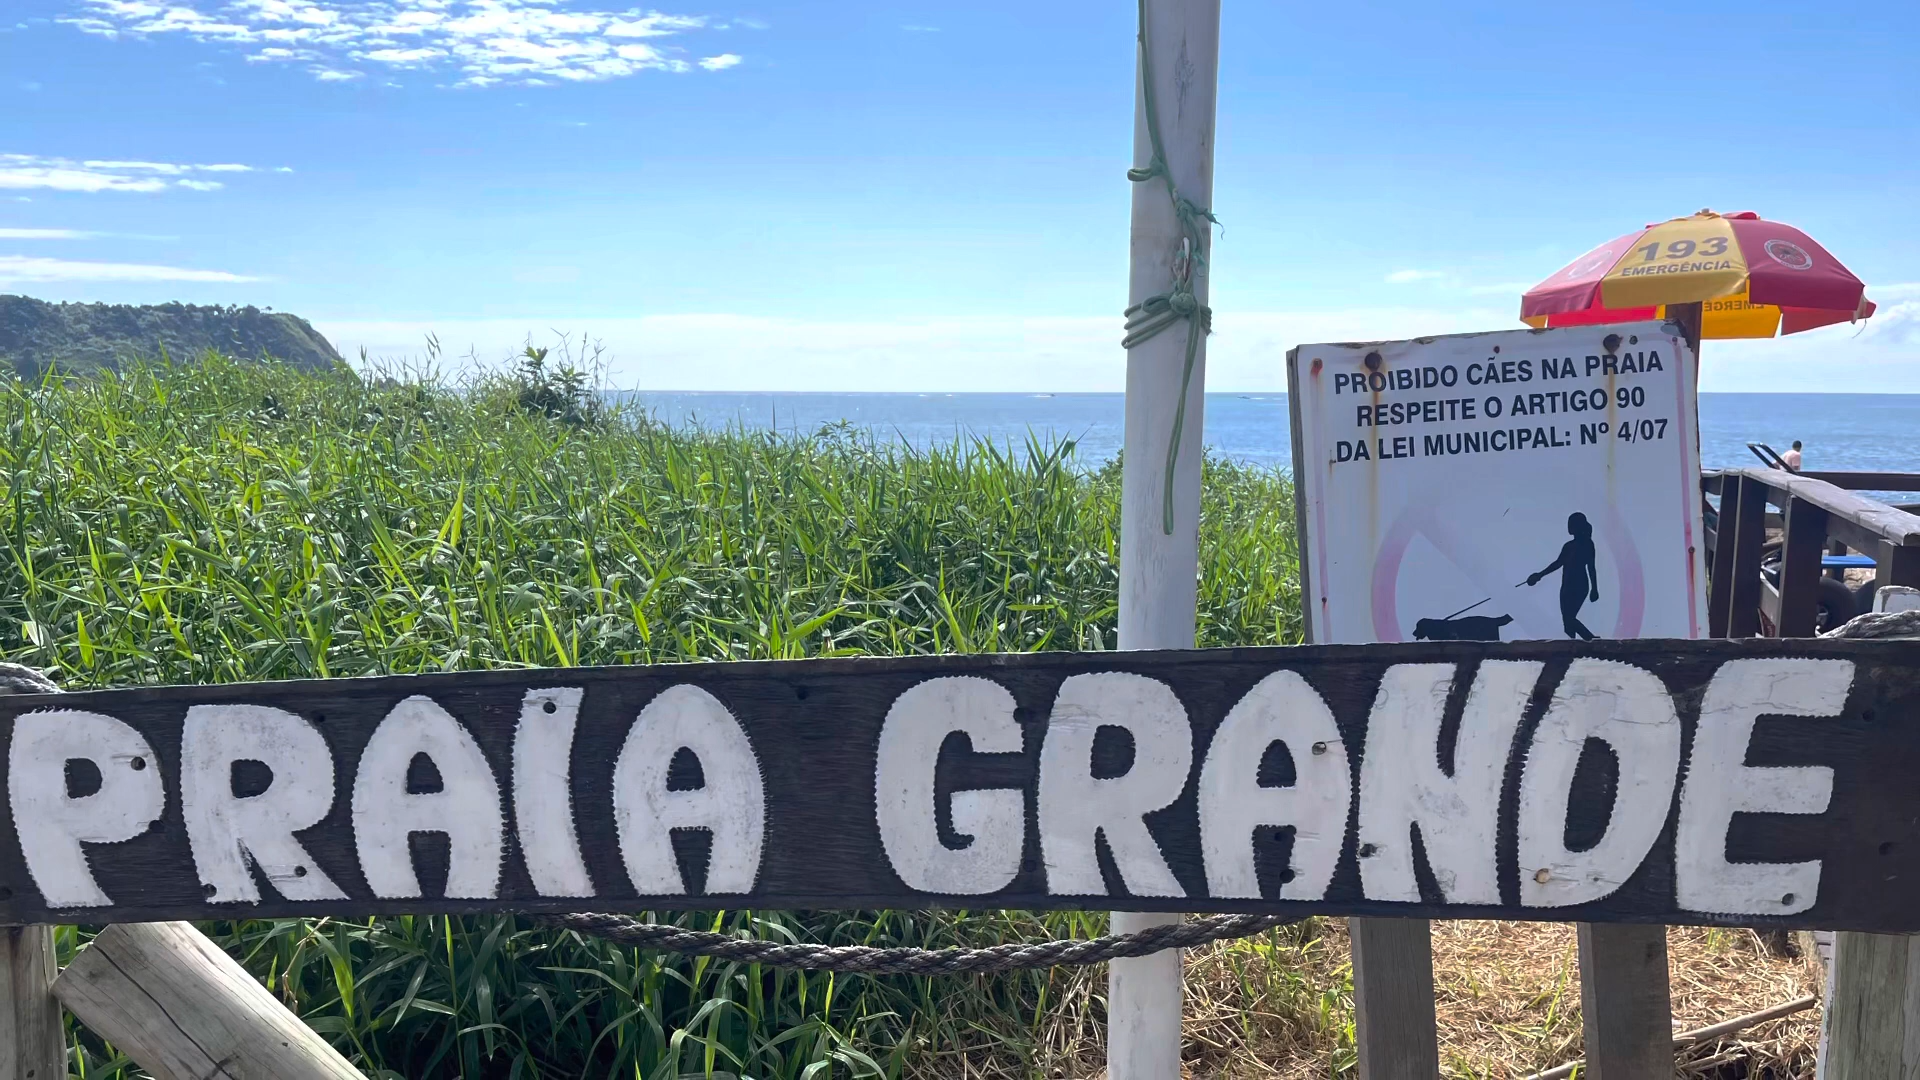 193
EMERGÊNCIA
PROIBIDO CÃES NA PRAIA
RESPEITE O ARTIGO 90
DA LEI MUNICIPAL: Nº 4/07
PRAIA GRANDE